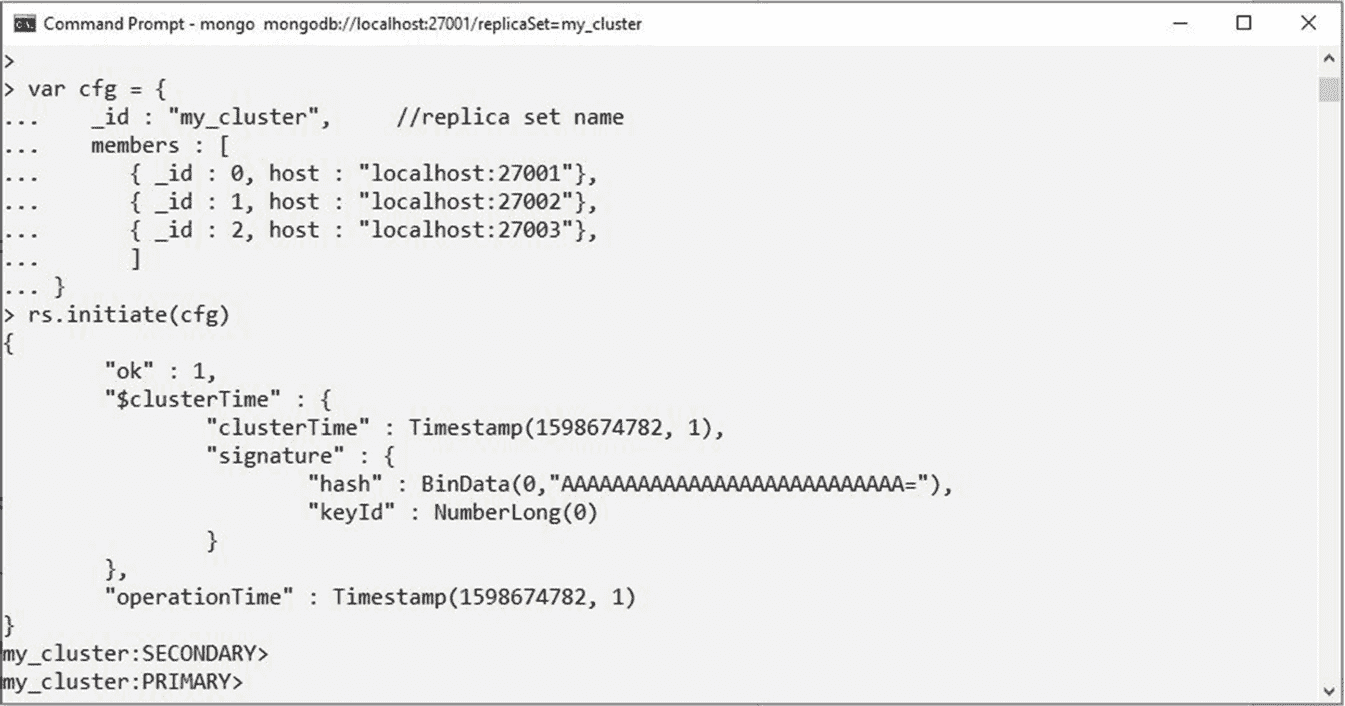 Command Prompt - mongo mongodb://localhost:27001/replicaSet=my_cluster
>
> var cfg = {
...    _id : "my_cluster",     //replica set name
...    members : [
...       { _id : 0, host : "localhost:27001"},
...       { _id : 1, host : "localhost:27002"},
...       { _id : 2, host : "localhost:27003"},
...       ]
... }
> rs.initiate(cfg)
{
        "ok" : 1,
        "$clusterTime" : {
                "clusterTime" : Timestamp(1598674782, 1),
                "signature" : {
                        "hash" : BinData(0,"AAAAAAAAAAAAAAAAAAAAAAAAAAA="),
                        "keyId" : NumberLong(0)
                }
        },
        "operationTime" : Timestamp(1598674782, 1)
}
my_cluster:SECONDARY>
my_cluster:PRIMARY>